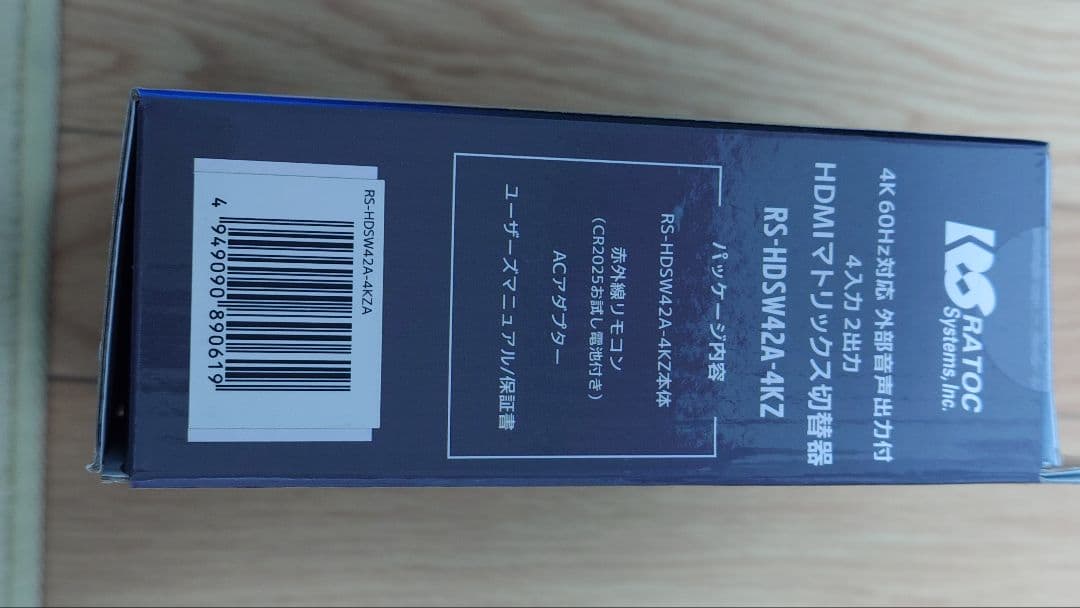 RATOC
Systems, Inc.
4K60Hz対応 外部音声出力付
4入力 2出力
HDMIマトリックス切替器
RS-HDSW42A-4KZ
パッケージ内容
RS-HDSW42A-4KZ本体
赤外線リモコン
(CR2025お試し電池付き)
ACアダプター
ユーザーズマニュアル/保証書
RS-HDSW42A-4KZA
4 949090 890619